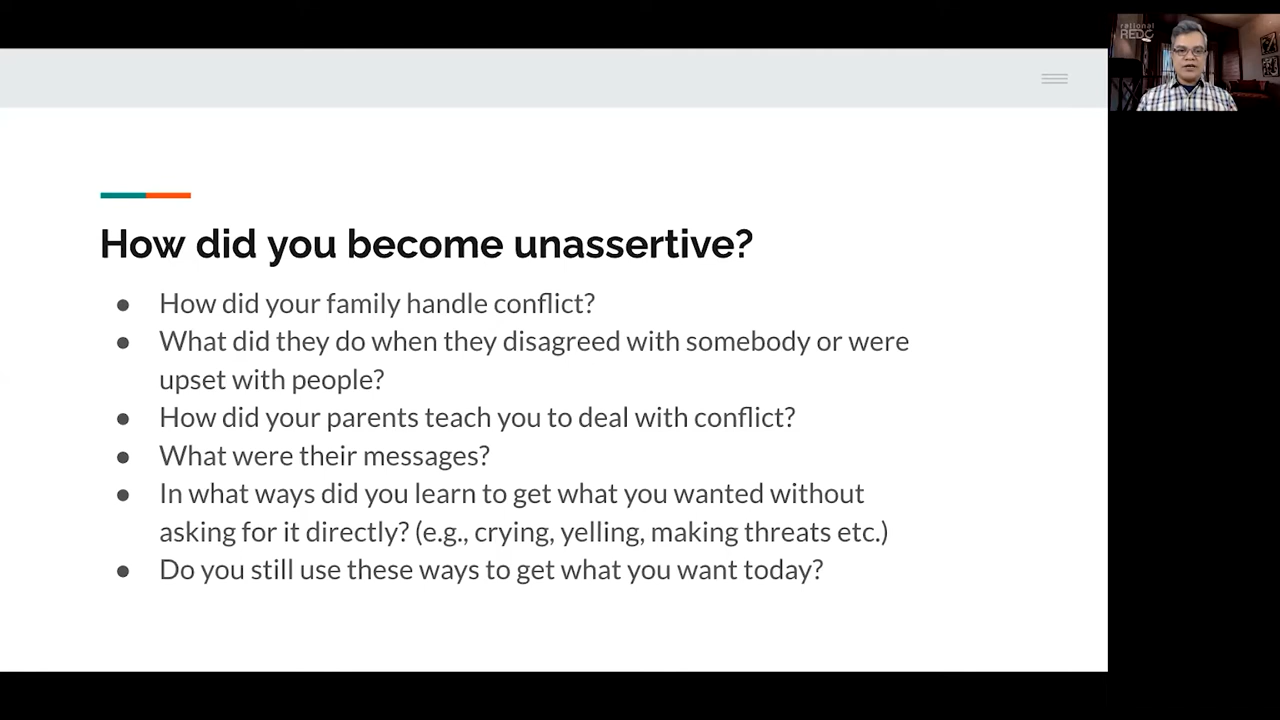 How did you become unassertive?
● How did your family handle conflict?
● What did they do when they disagreed with somebody or were
upset with people?
● How did your parents teach you to deal with conflict?
● What were their messages?
● In what ways did you learn to get what you wanted without
asking for it directly? (e.g., crying, yelling, making threats etc.)
● Do you still use these ways to get what you want today?
rational
REDO